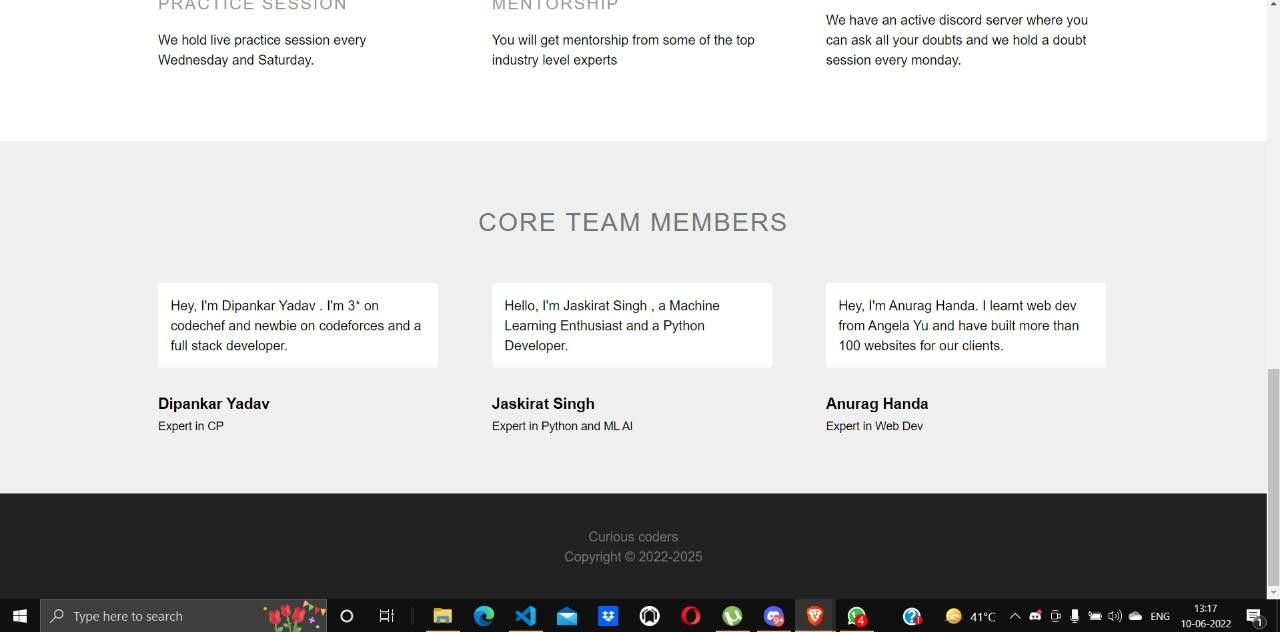 PRACTICE SESSION
We hold live practice session every
Wednesday and Saturday.
MENTORSHIP
You will get mentorship from some of the top
industry level experts
We have an active discord server where you
can ask all your doubts and we hold a doubt
session every monday.
CORE TEAM MEMBERS
Hey, I'm Dipankar Yadav . I'm 3* on
codechef and newbie on codeforces and a
full stack developer.
Dipankar Yadav
Expert in CP
Hello, I'm Jaskirat Singh , a Machine
Learning Enthusiast and a Python
Developer.
Jaskirat Singh
Expert in Python and ML AI
Hey, I'm Anurag Handa. I learnt web dev
from Angela Yu and have built more than
100 websites for our clients.
Anurag Handa
Expert in Web Dev
Curious coders
Copyright © 2022-2025
Type here to search
9+
4
41°C
ENG
13:17
10-06-2022
1